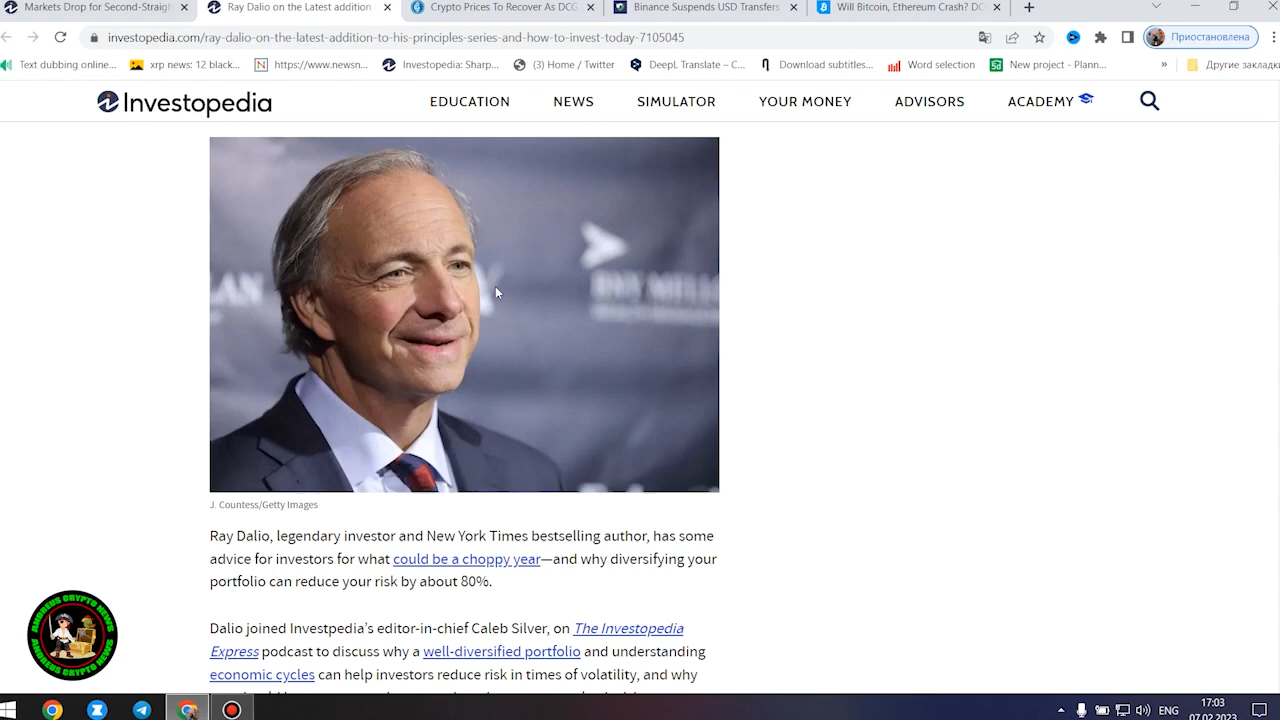 Markets Drop for Second-Straigh
Ray Dalio on the Latest addition
Crypto Prices To Recover As DCG
Binance Suspends USD Transfers
Will Bitcoin, Ethereum Crash? DC
investopedia.com/ray-dalio-on-the-latest-addition-to-his-principles-series-and-how-to-invest-today-7105045
Приостановлена
Text dubbing online...
xrp news: 12 black...
https://www.newsn...
Investopedia: Sharp...
(3) Home / Twitter
DeepL Translate – C...
Download subtitles...
Word selection
New project - Plann...
»
Другие закладки
Investopedia
EDUCATION
NEWS
SIMULATOR
YOUR MONEY
ADVISORS
ACADEMY
J. Countess/Getty Images
Ray Dalio, legendary investor and New York Times bestselling author, has some
advice for investors for what could be a choppy year—and why diversifying your
portfolio can reduce your risk by about 80%.
Dalio joined Investpedia’s editor-in-chief Caleb Silver, on The Investopedia
Express podcast to discuss why a well-diversified portfolio and understanding
economic cycles can help investors reduce risk in times of volatility, and why
ANDREUS CRYPTO NEWS
ANDREUS CRYPTO NEWS
ENG
17:03
07.02.2023